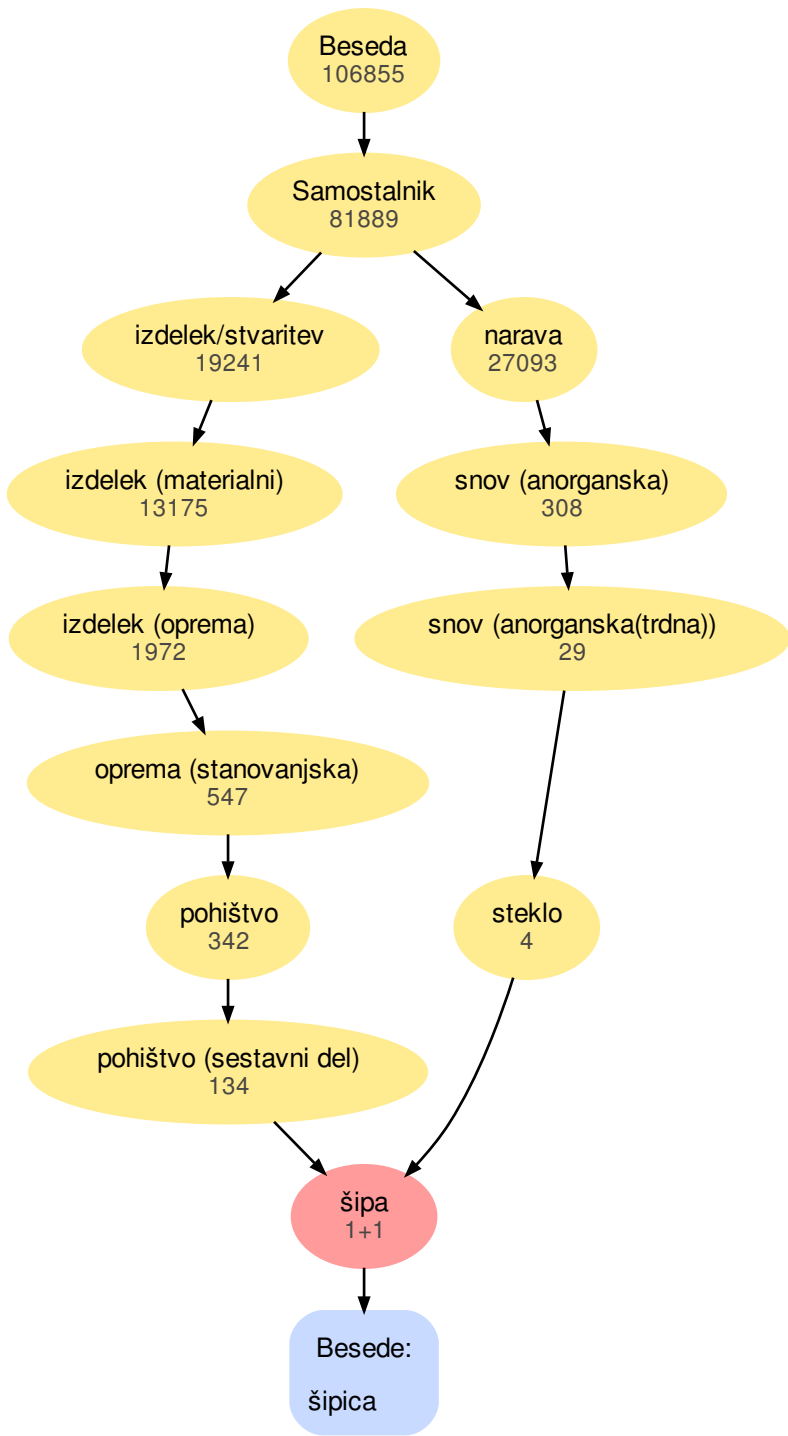 Beseda
106855
Samostalnik
81889
izdelek/stvaritev
19241
narava
27093
izdelek (materialni)
13175
snov (anorganska)
308
izdelek (oprema)
1972
snov (anorganska(trdna))
29
oprema (stanovanjska)
547
pohištvo
342
steklo
4
pohištvo (sestavni del)
134
šipa
1+1
Besede:
šipica